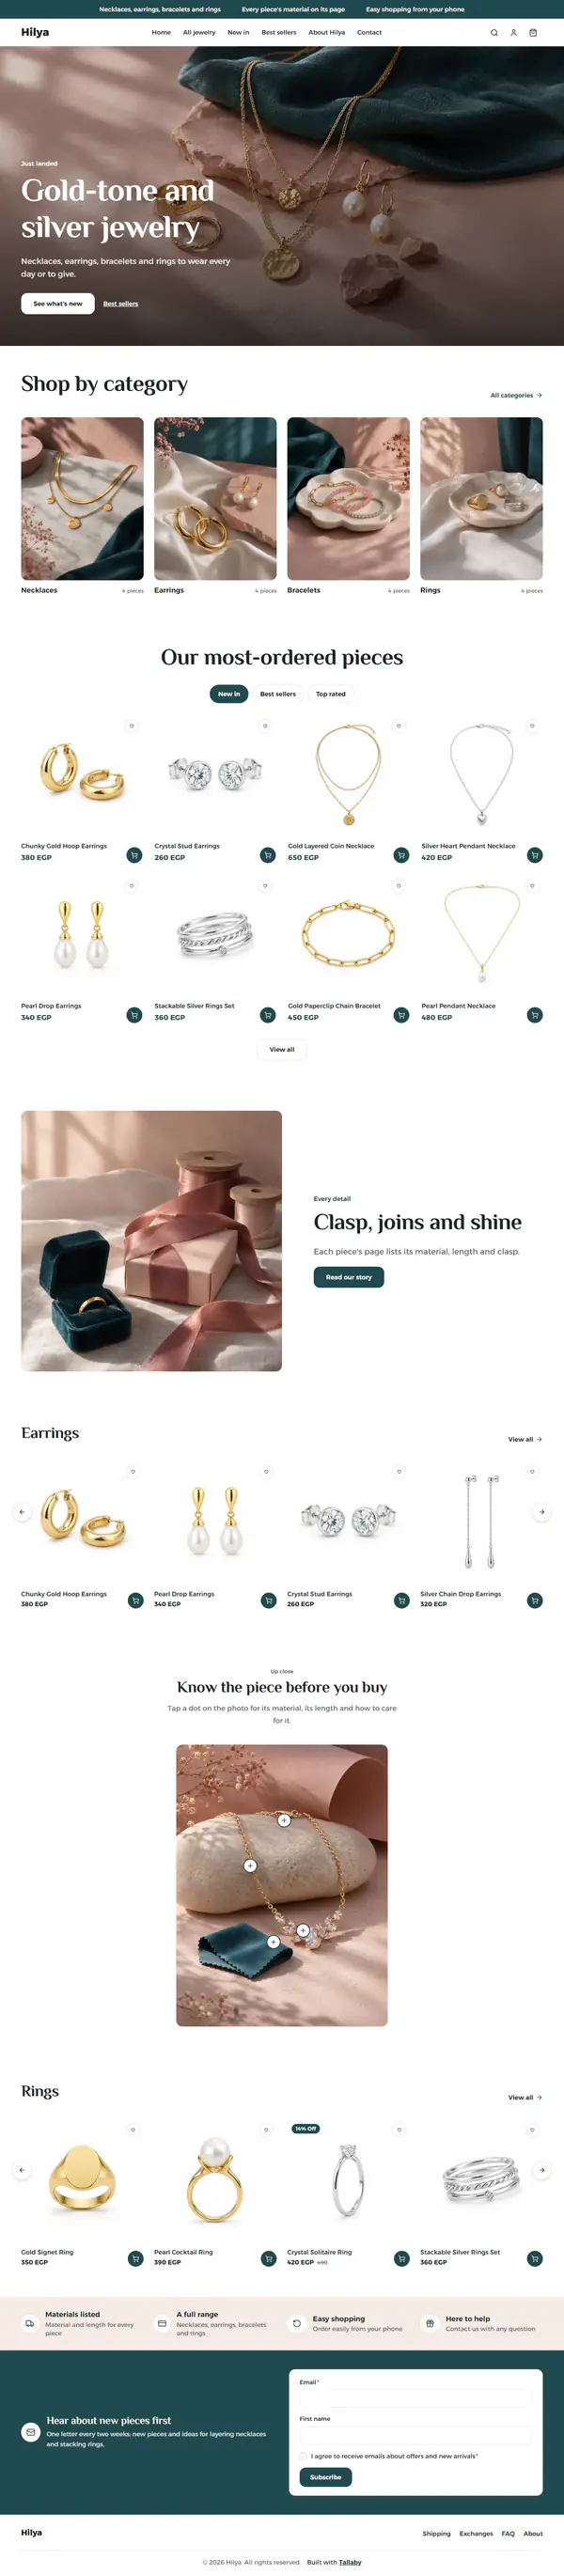 Necklaces, earrings, bracelets and rings
Every piece's material on its page
Easy shopping from your phone
Hilya
Home
All jewelry
New in
Best sellers
About Hilya
Contact
Just landed
Gold-tone and
silver jewelry
Necklaces, earrings, bracelets and rings to wear every
day or to give.
See what's new
Best sellers
Shop by category
All categories →
Necklaces
4 pieces
Earrings
4 pieces
Bracelets
4 pieces
Rings
4 pieces
Our most-ordered pieces
New in
Best sellers
Top rated
Chunky Gold Hoop Earrings
380 EGP
Crystal Stud Earrings
260 EGP
Gold Layered Coin Necklace
650 EGP
Silver Heart Pendant Necklace
420 EGP
Pearl Drop Earrings
340 EGP
Stackable Silver Rings Set
360 EGP
Gold Paperclip Chain Bracelet
450 EGP
Pearl Pendant Necklace
480 EGP
View all
Every detail
Clasp, joins and shine
Each piece's page lists its material, length and clasp.
Read our story
Earrings
View all →
Chunky Gold Hoop Earrings
380 EGP
Pearl Drop Earrings
340 EGP
Crystal Stud Earrings
260 EGP
Silver Chain Drop Earrings
320 EGP
Up close
Know the piece before you buy
Tap a dot on the photo for its material, its length and how to care
for it.
Rings
View all →
Gold Signet Ring
350 EGP
Pearl Cocktail Ring
390 EGP
14% Off
Crystal Solitaire Ring
420 EGP 490
Stackable Silver Rings Set
360 EGP
Materials listed
Material and length for every
piece
A full range
Necklaces, earrings, bracelets
and rings
Easy shopping
Order easily from your phone
Here to help
Contact us with any question
Hear about new pieces first
One letter every two weeks: new pieces and ideas for layering necklaces
and stacking rings.
Email*
First name
I agree to receive emails about offers and new arrivals*
Subscribe
Hilya
Shipping
Exchanges
FAQ
About
© 2026 Hilya. All rights reserved.
Built with Tallaby